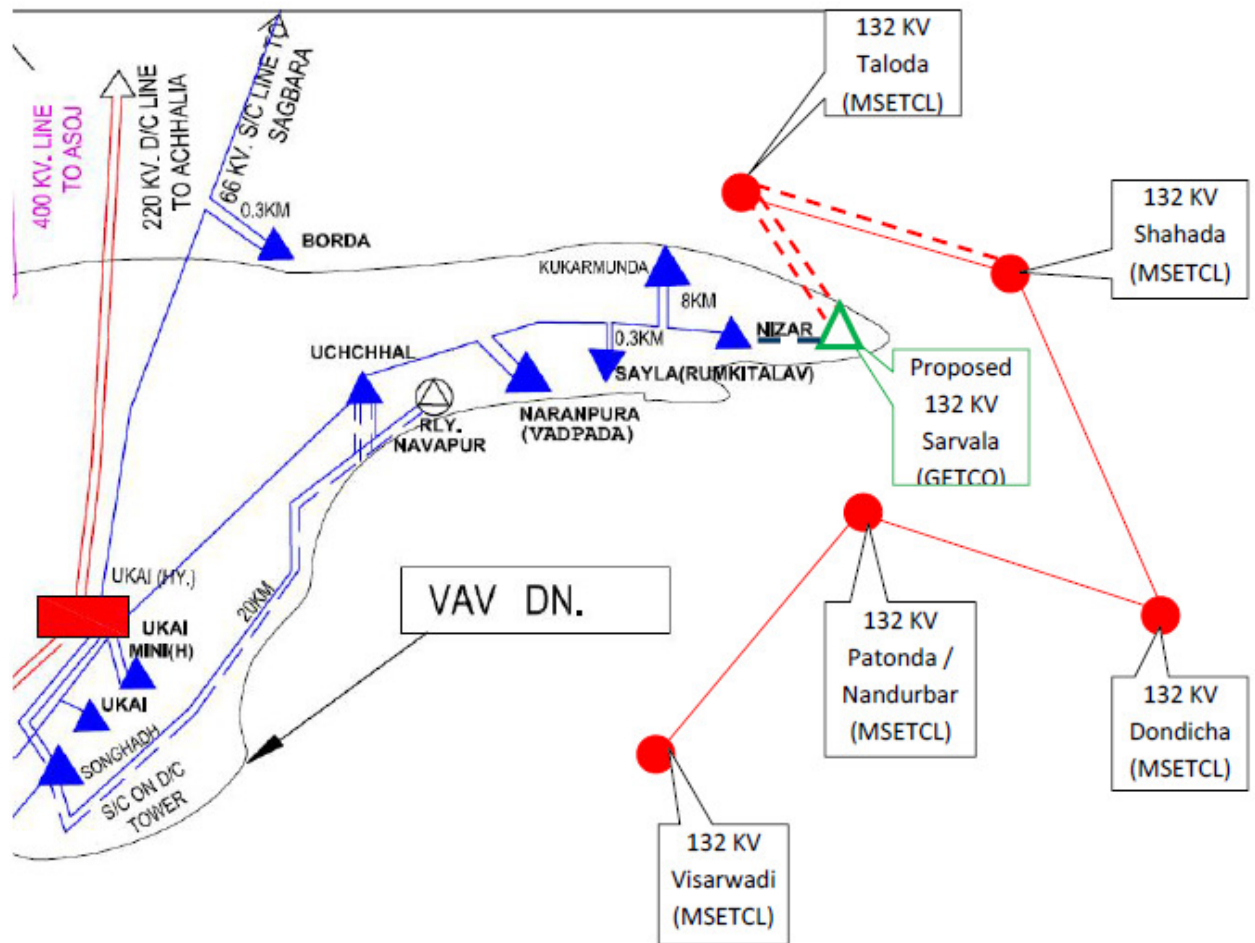 132 KV
Taloda
(MSETCL)
400 KV. LINE
TO ASOJ
220 KV. D/C LINE
TO ACHHALIA
66 KV. S/C LINE TO
SAGBARA
132 KV
Shahada
(MSETCL)
0.3KM
BORDA
KUKARMUNDA
8KM
NIZAR
0.3KM
UCHCHHAL
SAYLA(RUMKITALAV)
Proposed
132 KV
Sarvala
(GETCO)
RLY.
NAVAPUR
NARANPURA
(VADPADA)
UKAI (HY.)
20KM
VAV DN.
UKAI
MINI(H)
UKAI
132 KV
Patonda /
Nandurbar
(MSETCL)
132 KV
Dondicha
(MSETCL)
SONGHADH
S/C ON D/C
TOWER
132 KV
Visarwadi
(MSETCL)